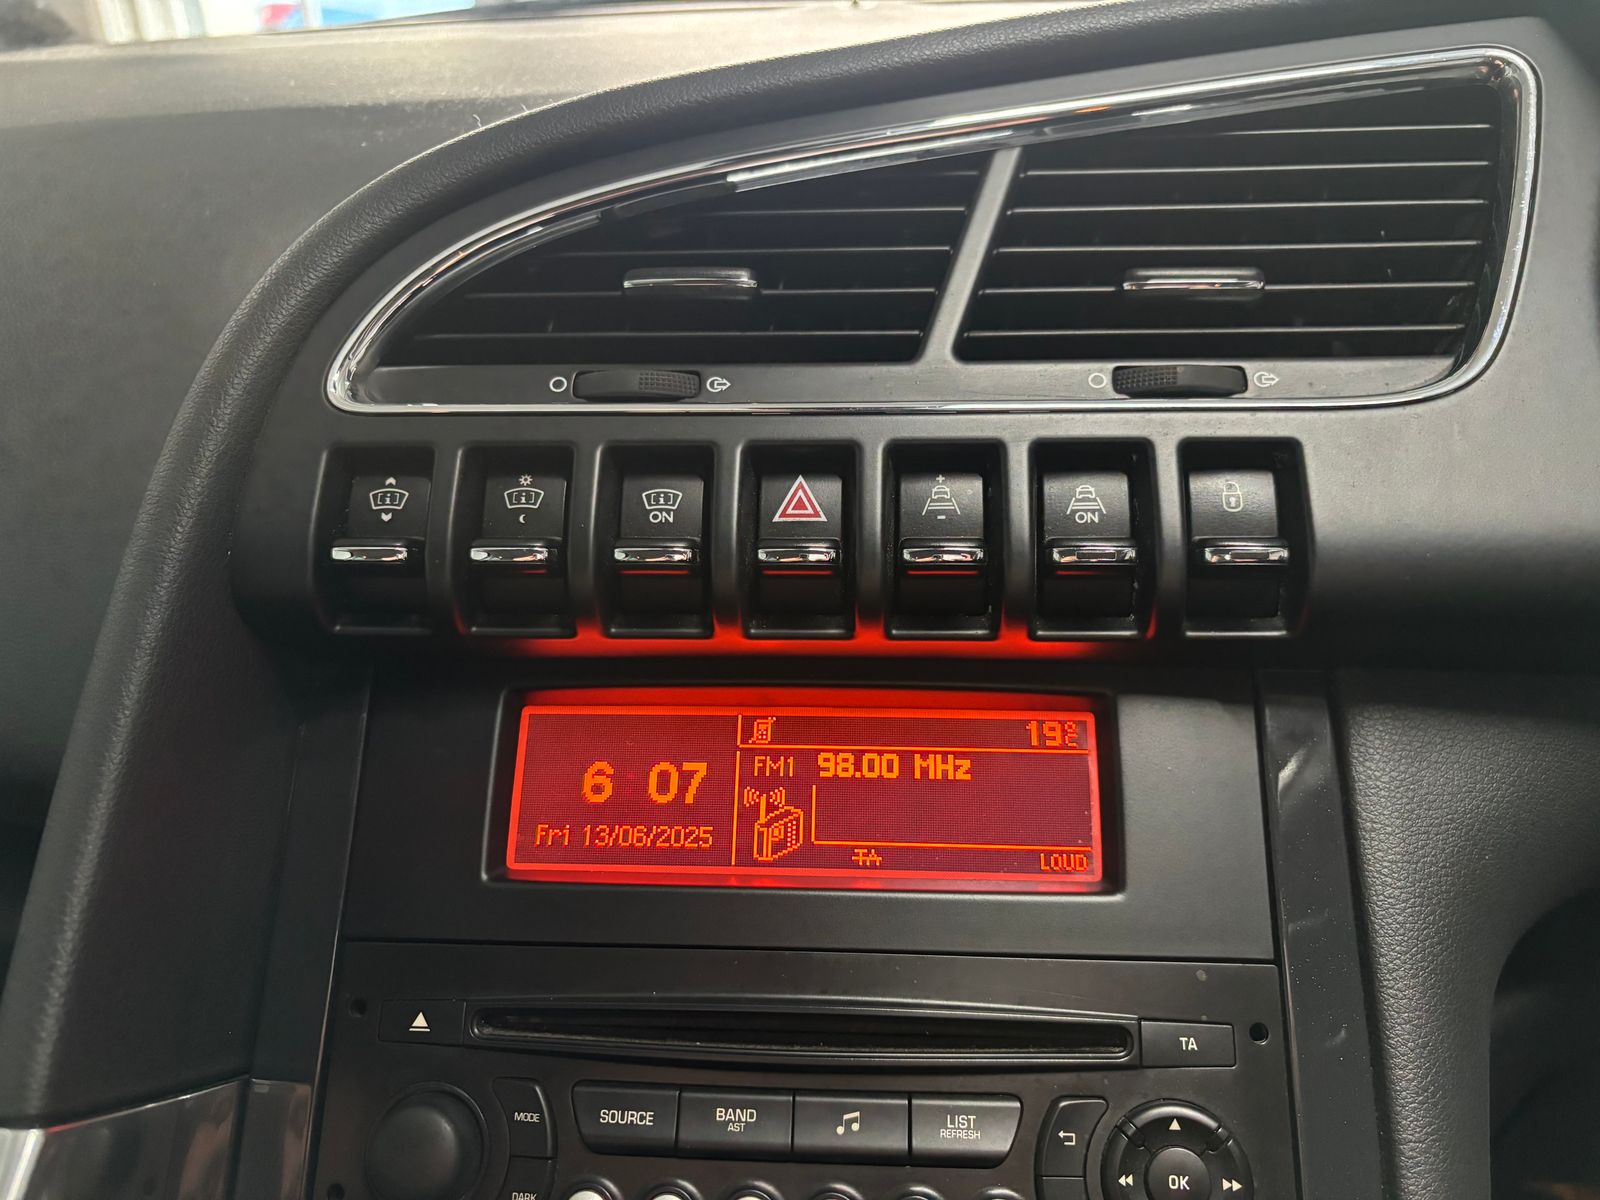 ON
ON
19°C
6 07
FM1 98.00 MHz
Fri 13/06/2025
TA
LOUD
TA
MODE
SOURCE
BAND
AST
LIST
REFRESH
DARK
OK